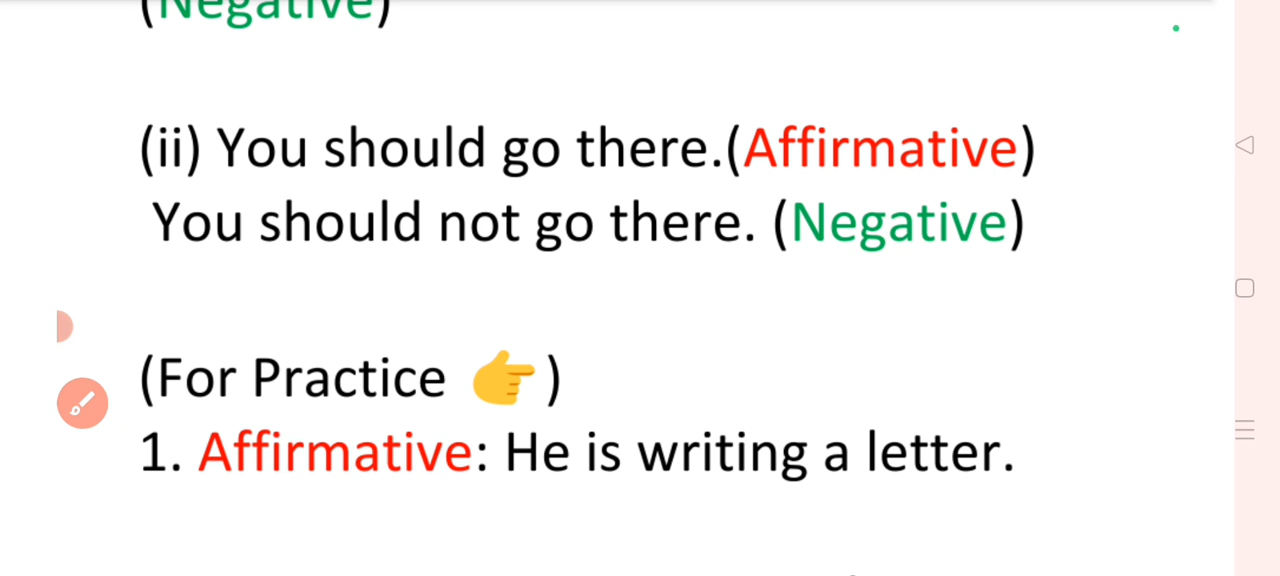 (Negative)
(ii) You should go there.(Affirmative)
You should not go there. (Negative)
(For Practice 👉)
1. Affirmative: He is writing a letter.